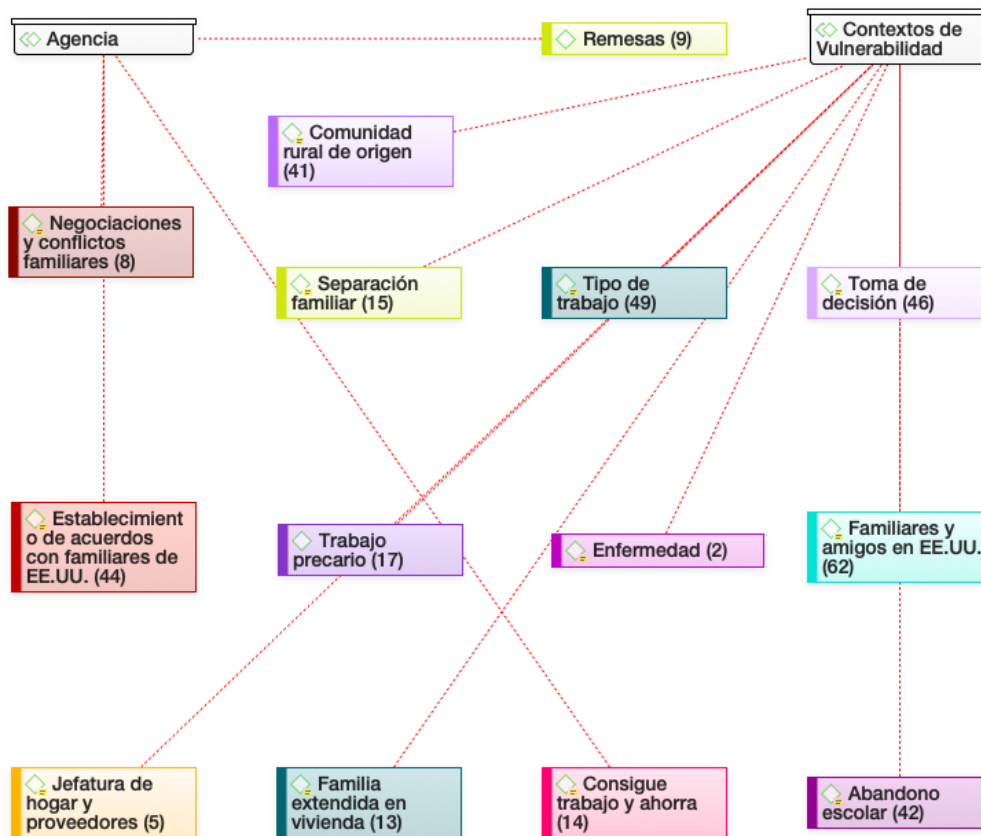 Agencia
Remesas (9)
Contextos de
Vulnerabilidad
Comunidad
rural de origen
(41)
Negociaciones
y conflictos
familiares (8)
Separación
familiar (15)
Tipo de
trabajo (49)
Toma de
decisión (46)
Establecimient
o de acuerdos
con familiares de
EE.UU. (44)
Trabajo
precario (17)
Enfermedad (2)
Familiares y
amigos en EE.UU.
(62)
Jefatura de
hogar y
proveedores (5)
Familia
extendida en
vivienda (13)
Consigue
trabajo y ahorra
(14)
Abandono
escolar (42)